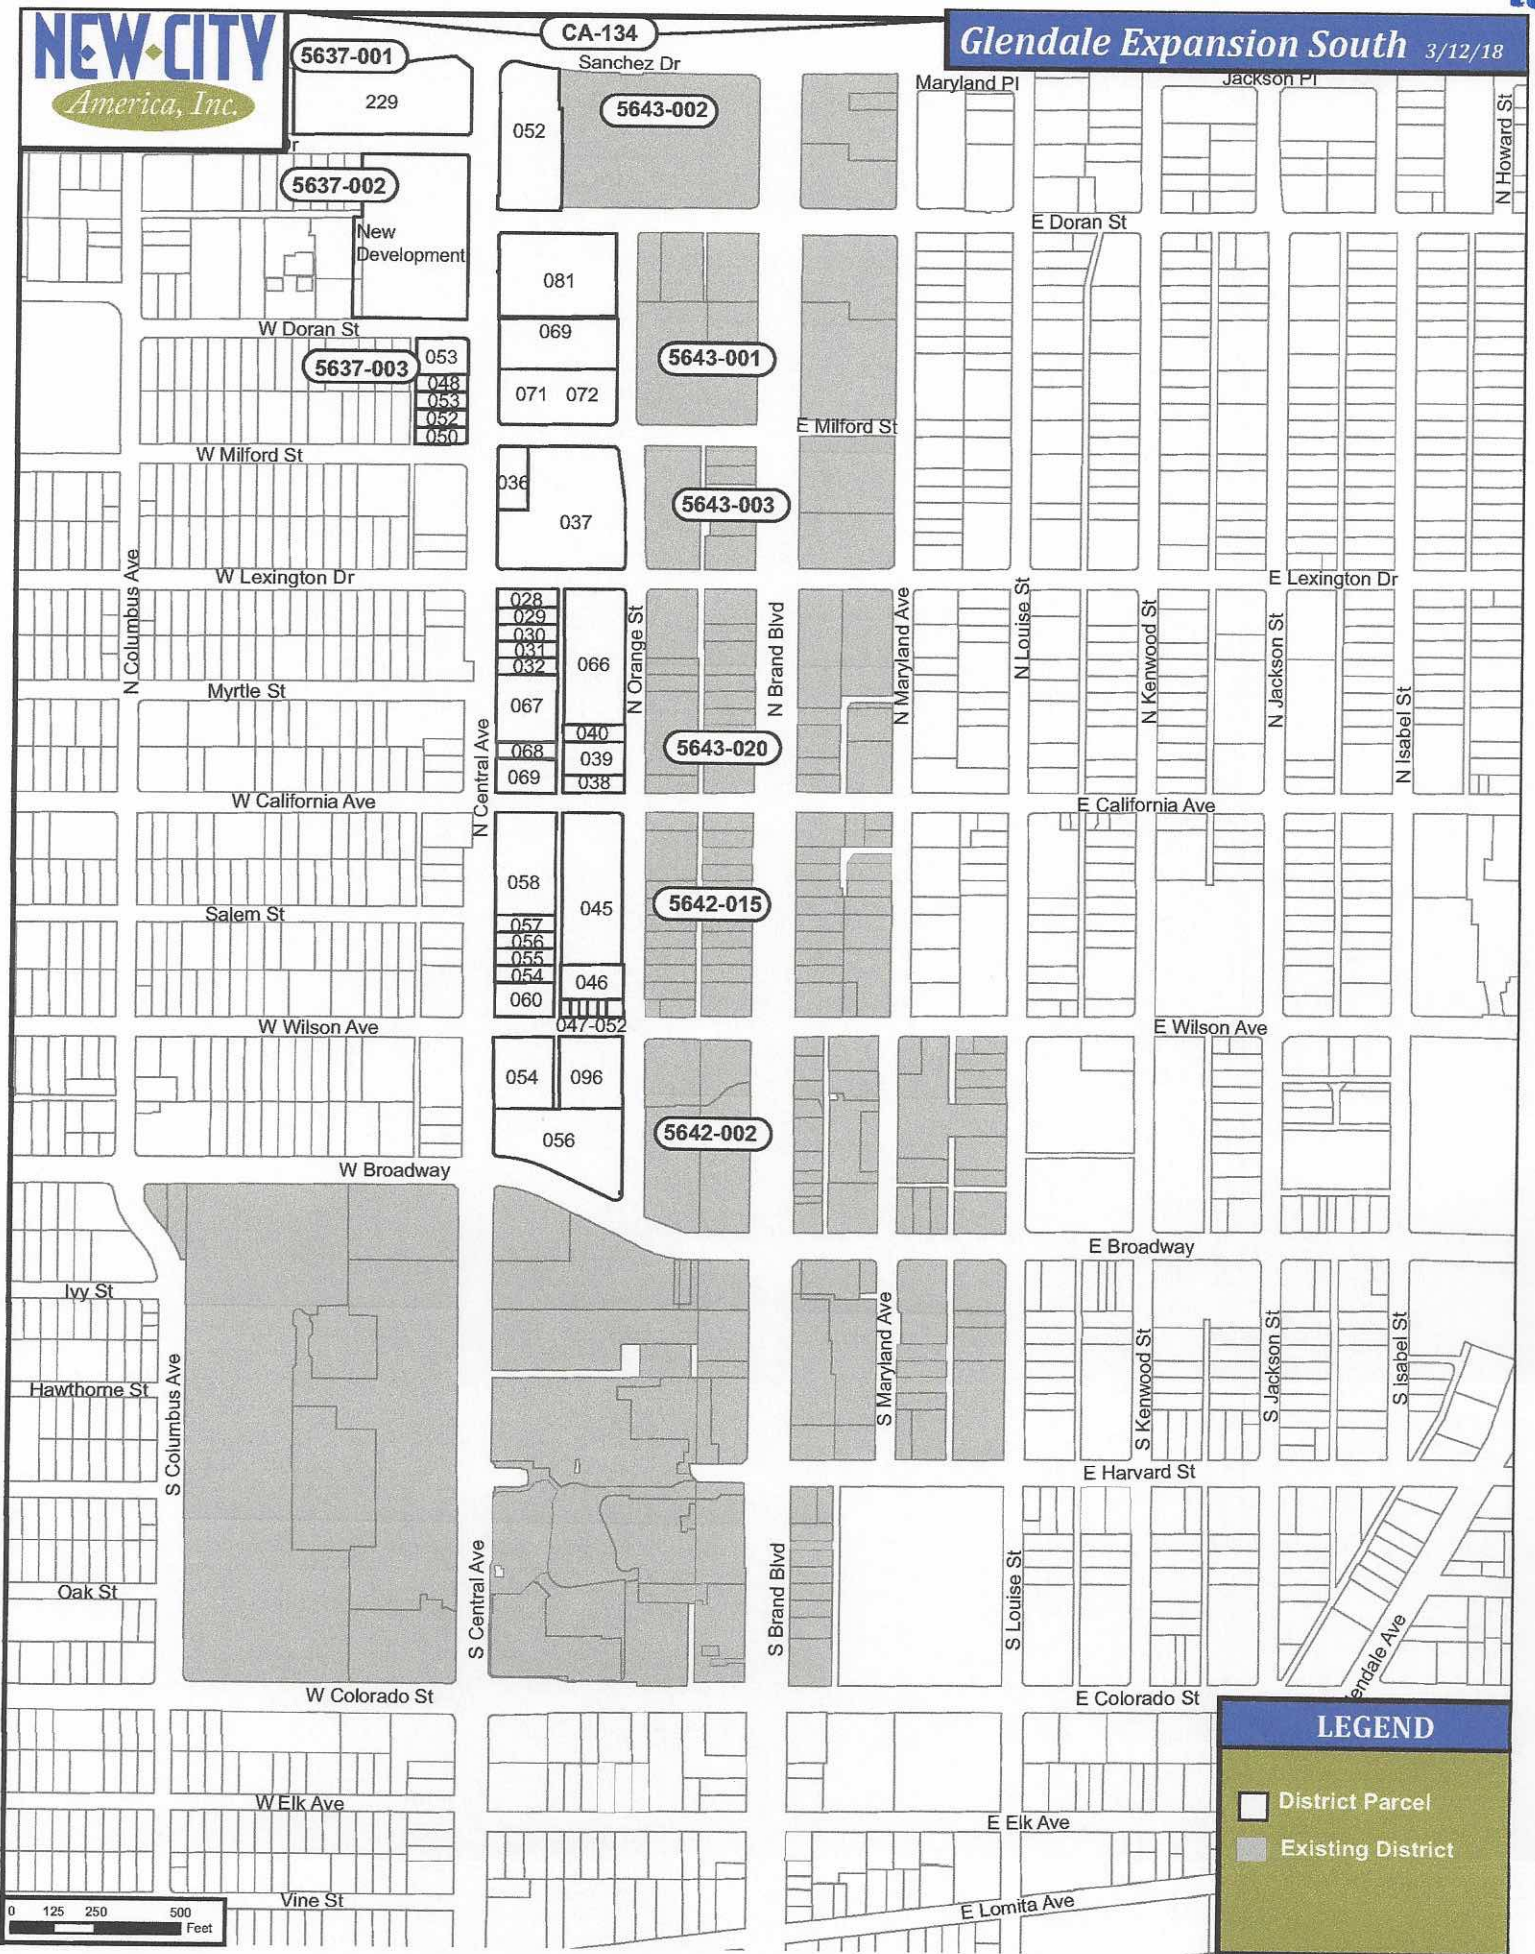 NEW CITY
America, Inc.
CA-134
Glendale Expansion South 3/12/18
5637-001
229
Sanchez Dr
052
5643-002
Maryland Pl
Jackson Pl
N Howard St
5637-002
New
Development
E Doran St
081
069
071 072
5643-001
W Doran St
5637-003
053
048
053
052
050
E Milford St
W Milford St
036
037
5643-003
N Columbus Ave
W Lexington Dr
E Lexington Dr
028
029
030
031
032
066
067
040
068
039
069
038
N Orange St
N Brand Blvd
N Maryland Ave
N Louise St
N Kenwood St
N Jackson St
N Isabel St
Myrtle St
5643-020
N Central Ave
W California Ave
E California Ave
058
045
5642-015
057
056
055
054
046
060
047-052
Salem St
W Wilson Ave
E Wilson Ave
054
096
056
5642-002
W Broadway
E Broadway
Ivy St
Hawthorne St
S Columbus Ave
S Maryland Ave
S Kenwood St
S Jackson St
S Isabel St
E Harvard St
Oak St
S Central Ave
S Brand Blvd
S Louise St
W Colorado St
E Colorado St
W Elk Ave
E Elk Ave
Vine St
E Lomita Ave
LEGEND
District Parcel
Existing District
0 125 250 500
Feet